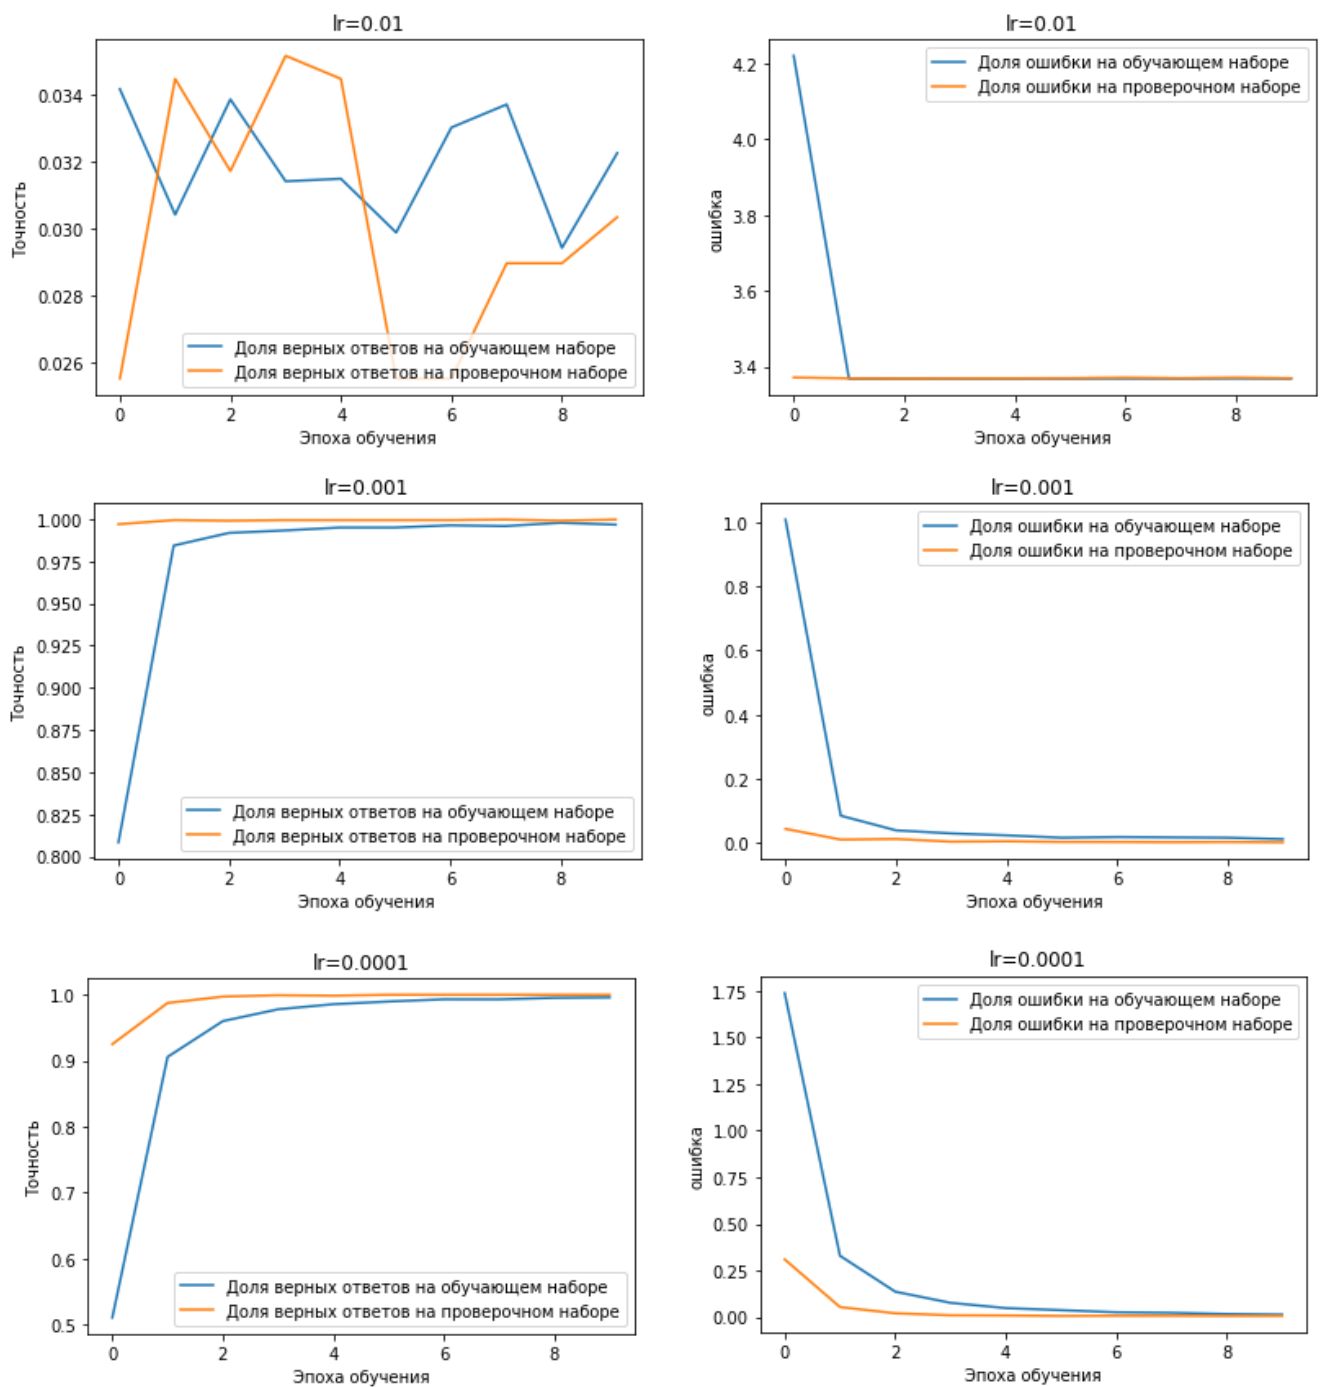 lr=0.01
0.034
0.032
0.030
0.028
0.026
Точность
Доля верных ответов на обучающем наборе
Доля верных ответов на проверочном наборе
0 2 4 6 8
Эпоха обучения
lr=0.01
4.2
4.0
3.8
3.6
3.4
ошибка
Доля ошибки на обучающем наборе
Доля ошибки на проверочном наборе
0 2 4 6 8
Эпоха обучения
lr=0.001
1.000
0.975
0.950
0.925
0.900
0.875
0.850
0.825
0.800
Точность
Доля верных ответов на обучающем наборе
Доля верных ответов на проверочном наборе
0 2 4 6 8
Эпоха обучения
lr=0.001
1.0
0.8
0.6
0.4
0.2
0.0
ошибка
Доля ошибки на обучающем наборе
Доля ошибки на проверочном наборе
0 2 4 6 8
Эпоха обучения
lr=0.0001
1.0
0.9
0.8
0.7
0.6
0.5
Точность
Доля верных ответов на обучающем наборе
Доля верных ответов на проверочном наборе
0 2 4 6 8
Эпоха обучения
lr=0.0001
1.75
1.50
1.25
1.00
0.75
0.50
0.25
0.00
ошибка
Доля ошибки на обучающем наборе
Доля ошибки на проверочном наборе
0 2 4 6 8
Эпоха обучения